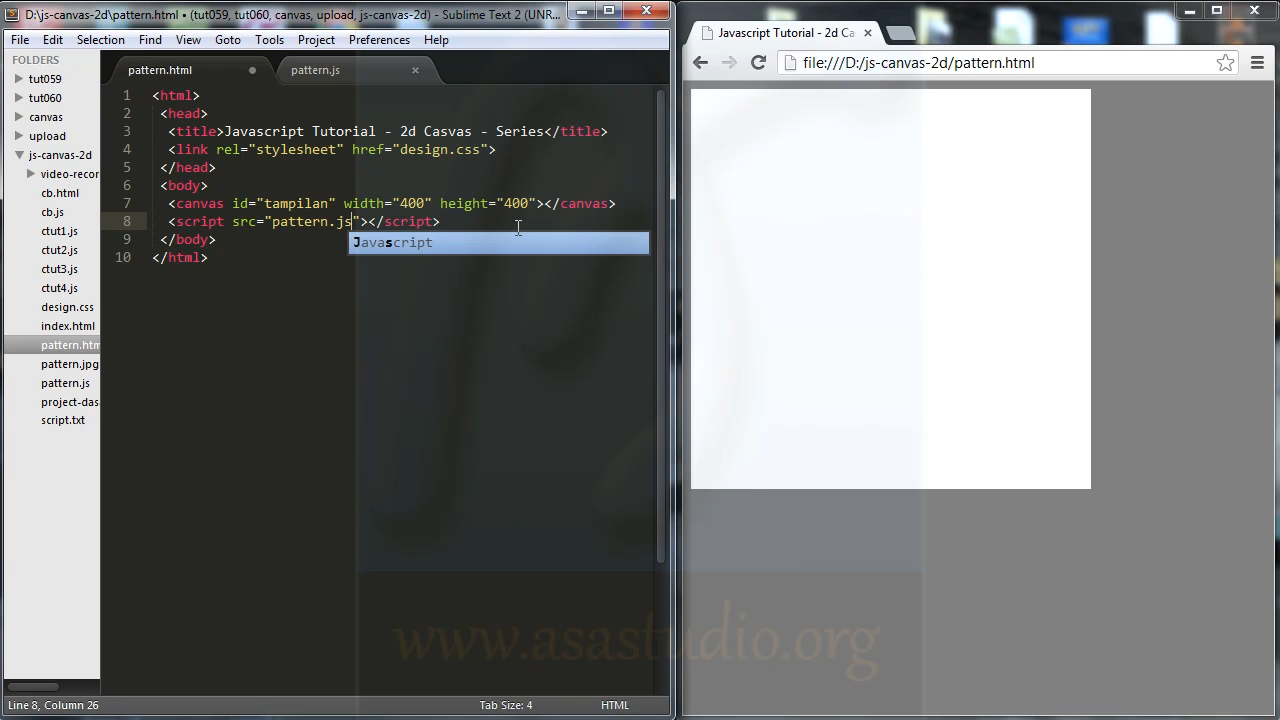 D:\js-canvas-2d\pattern.html • (tut059, tut060, canvas, upload, js-canvas-2d) - Sublime Text 2 (UNR...
File Edit Selection Find View Goto Tools Project Preferences Help
FOLDERS
tut059
tut060
canvas
upload
js-canvas-2d
video-recor
cb.html
cb.js
ctut1.js
ctut2.js
ctut3.js
ctut4.js
design.css
index.html
pattern.htm
pattern.jpg
pattern.js
project-das
script.txt
pattern.html
pattern.js
1 <html>
2 <head>
3 <title>Javascript Tutorial - 2d Casvas - Series</title>
4 <link rel="stylesheet" href="design.css">
5 </head>
6 <body>
7 <canvas id="tampilan" width="400" height="400"></canvas>
8 <script src="pattern.js"></script>
Javascript
9 </body>
10 </html>
Line 8, Column 26
Tab Size: 4
HTML
Javascript Tutorial - 2d Ca
file:///D:/js-canvas-2d/pattern.html
www.asastudio.org